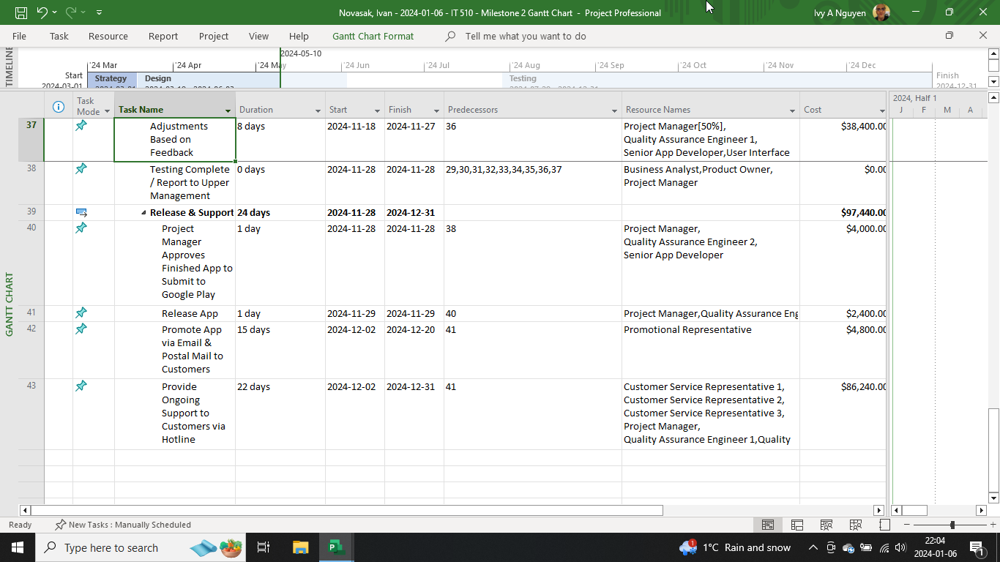 Novasak, Ivan - 2024-01-06 - IT 510 - Milestone 2 Gantt Chart - Project Professional
Ivy A Nguyen
File Task Resource Report Project View Help Gantt Chart Format Tell me what you want to do
TIMELINE
2024-05-10
'24 Mar '24 Apr '24 May '24 Jun '24 Jul '24 Aug '24 Sep '24 Oct '24 Nov '24 Dec
Start
2024-03-01
Strategy
Design
Testing
Finish
2024-12-31
GANTT CHART
Task Mode Task Name Duration Start Finish Predecessors Resource Names Cost
2024, Half 1
J F M A
37 Adjustments 8 days 2024-11-18 2024-11-27 36 Project Manager[50%], $38,400.00
Based on Quality Assurance Engineer 1,
Feedback Senior App Developer,User Interface
38 Testing Complete 0 days 2024-11-28 2024-11-28 29,30,31,32,33,34,35,36,37 Business Analyst,Product Owner, $0.00
/ Report to Upper Project Manager
Management
39 Release & Support 24 days 2024-11-28 2024-12-31 $97,440.00
40 Project 1 day 2024-11-28 2024-11-28 38 Project Manager, $4,000.00
Manager Quality Assurance Engineer 2,
Approves Senior App Developer
Finished App to
Submit to
Google Play
41 Release App 1 day 2024-11-29 2024-11-29 40 Project Manager,Quality Assurance Eng $2,400.00
42 Promote App 15 days 2024-12-02 2024-12-20 41 Promotional Representative $4,800.00
via Email &
Postal Mail to
Customers
43 Provide 22 days 2024-12-02 2024-12-31 41 Customer Service Representative 1, $86,240.00
Ongoing Customer Service Representative 2,
Support to Customer Service Representative 3,
Customers via Project Manager,
Hotline Quality Assurance Engineer 1,Quality
Ready New Tasks : Manually Scheduled
Type here to search
1 1°C Rain and snow
22:04
2024-01-06
1